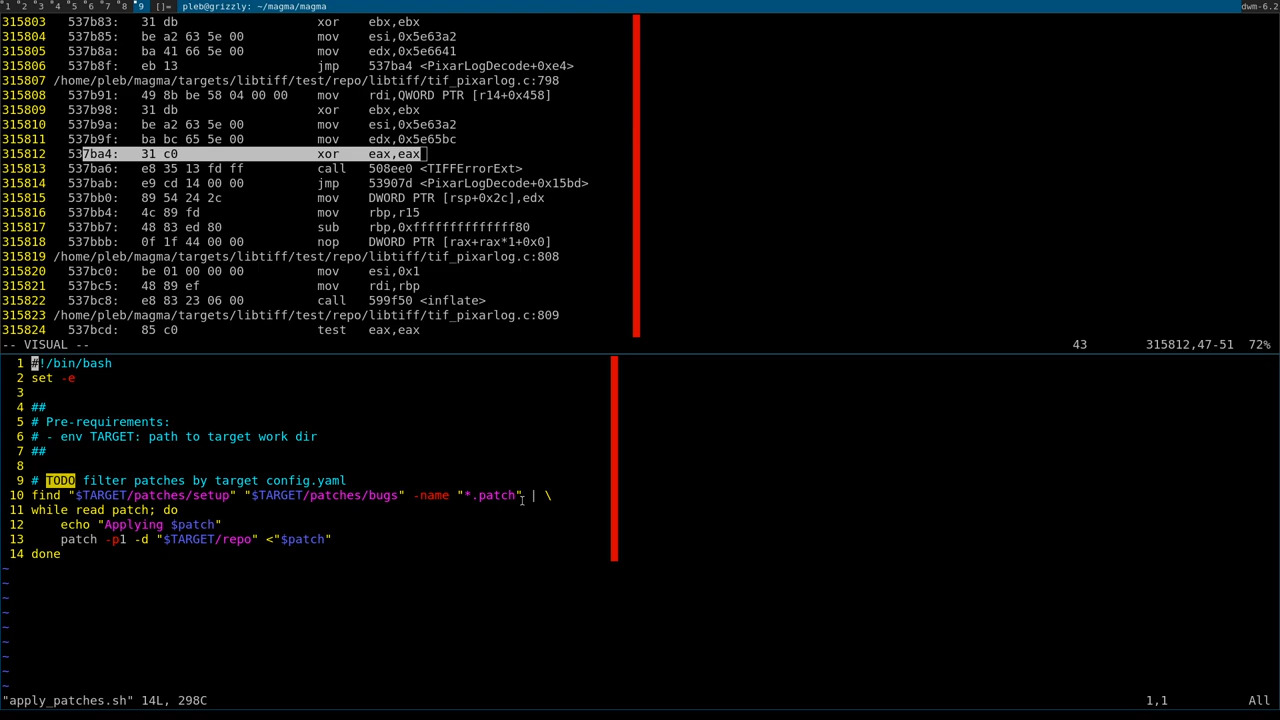 1 2 3 4 5 6 7 8 9 []= pleb@grizzly: ~/magma/magma dwm-6.2
315803 537b83: 31 db xor ebx,ebx
315804 537b85: be a2 63 5e 00 mov esi,0x5e63a2
315805 537b8a: ba 41 66 5e 00 mov edx,0x5e6641
315806 537b8f: eb 13 jmp 537ba4 <PixarLogDecode+0xe4>
315807 /home/pleb/magma/targets/libtiff/test/repo/libtiff/tif_pixarlog.c:798
315808 537b91: 49 8b be 58 04 00 00 mov rdi,QWORD PTR [r14+0x458]
315809 537b98: 31 db xor ebx,ebx
315810 537b9a: be a2 63 5e 00 mov esi,0x5e63a2
315811 537b9f: ba bc 65 5e 00 mov edx,0x5e65bc
315812 537ba4: 31 c0 xor eax,eax
315813 537ba6: e8 35 13 fd ff call 508ee0 <TIFFErrorExt>
315814 537bab: e9 cd 14 00 00 jmp 53907d <PixarLogDecode+0x15bd>
315815 537bb0: 89 54 24 2c mov DWORD PTR [rsp+0x2c],edx
315816 537bb4: 4c 89 fd mov rbp,r15
315817 537bb7: 48 83 ed 80 sub rbp,0xffffffffffffff80
315818 537bbb: 0f 1f 44 00 00 nop DWORD PTR [rax+rax*1+0x0]
315819 /home/pleb/magma/targets/libtiff/test/repo/libtiff/tif_pixarlog.c:808
315820 537bc0: be 01 00 00 00 mov esi,0x1
315821 537bc5: 48 89 ef mov rdi,rbp
315822 537bc8: e8 83 23 06 00 call 599f50 <inflate>
315823 /home/pleb/magma/targets/libtiff/test/repo/libtiff/tif_pixarlog.c:809
315824 537bcd: 85 c0 test eax,eax
-- VISUAL -- 43 315812,47-51 72%
1 #!/bin/bash
2 set -e
3
4 ##
5 # Pre-requirements:
6 # - env TARGET: path to target work dir
7 ##
8
9 # TODO filter patches by target config.yaml
10 find "$TARGET/patches/setup" "$TARGET/patches/bugs" -name "*.patch" | \
11 while read patch; do
12 echo "Applying $patch"
13 patch -p1 -d "$TARGET/repo" <"$patch"
14 done
~
~
~
~
~
~
~
~
~
"apply_patches.sh" 14L, 298C 1,1 All